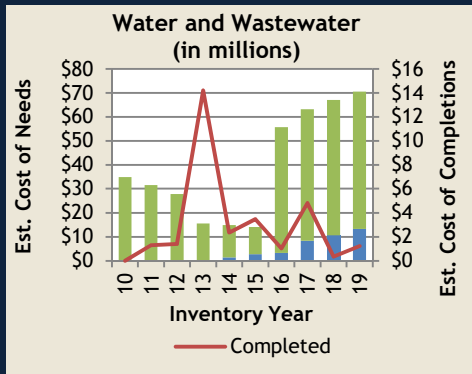 Water and Wastewater
(in millions)
Est. Cost of Needs
$80
$70
$60
$50
$40
$30
$20
$10
$0
$16
$14
$12
$10
$8
$6
$4
$2
$0
Est. Cost of Completions
10 11 12 13 14 15 16 17 18 19
Inventory Year
Completed